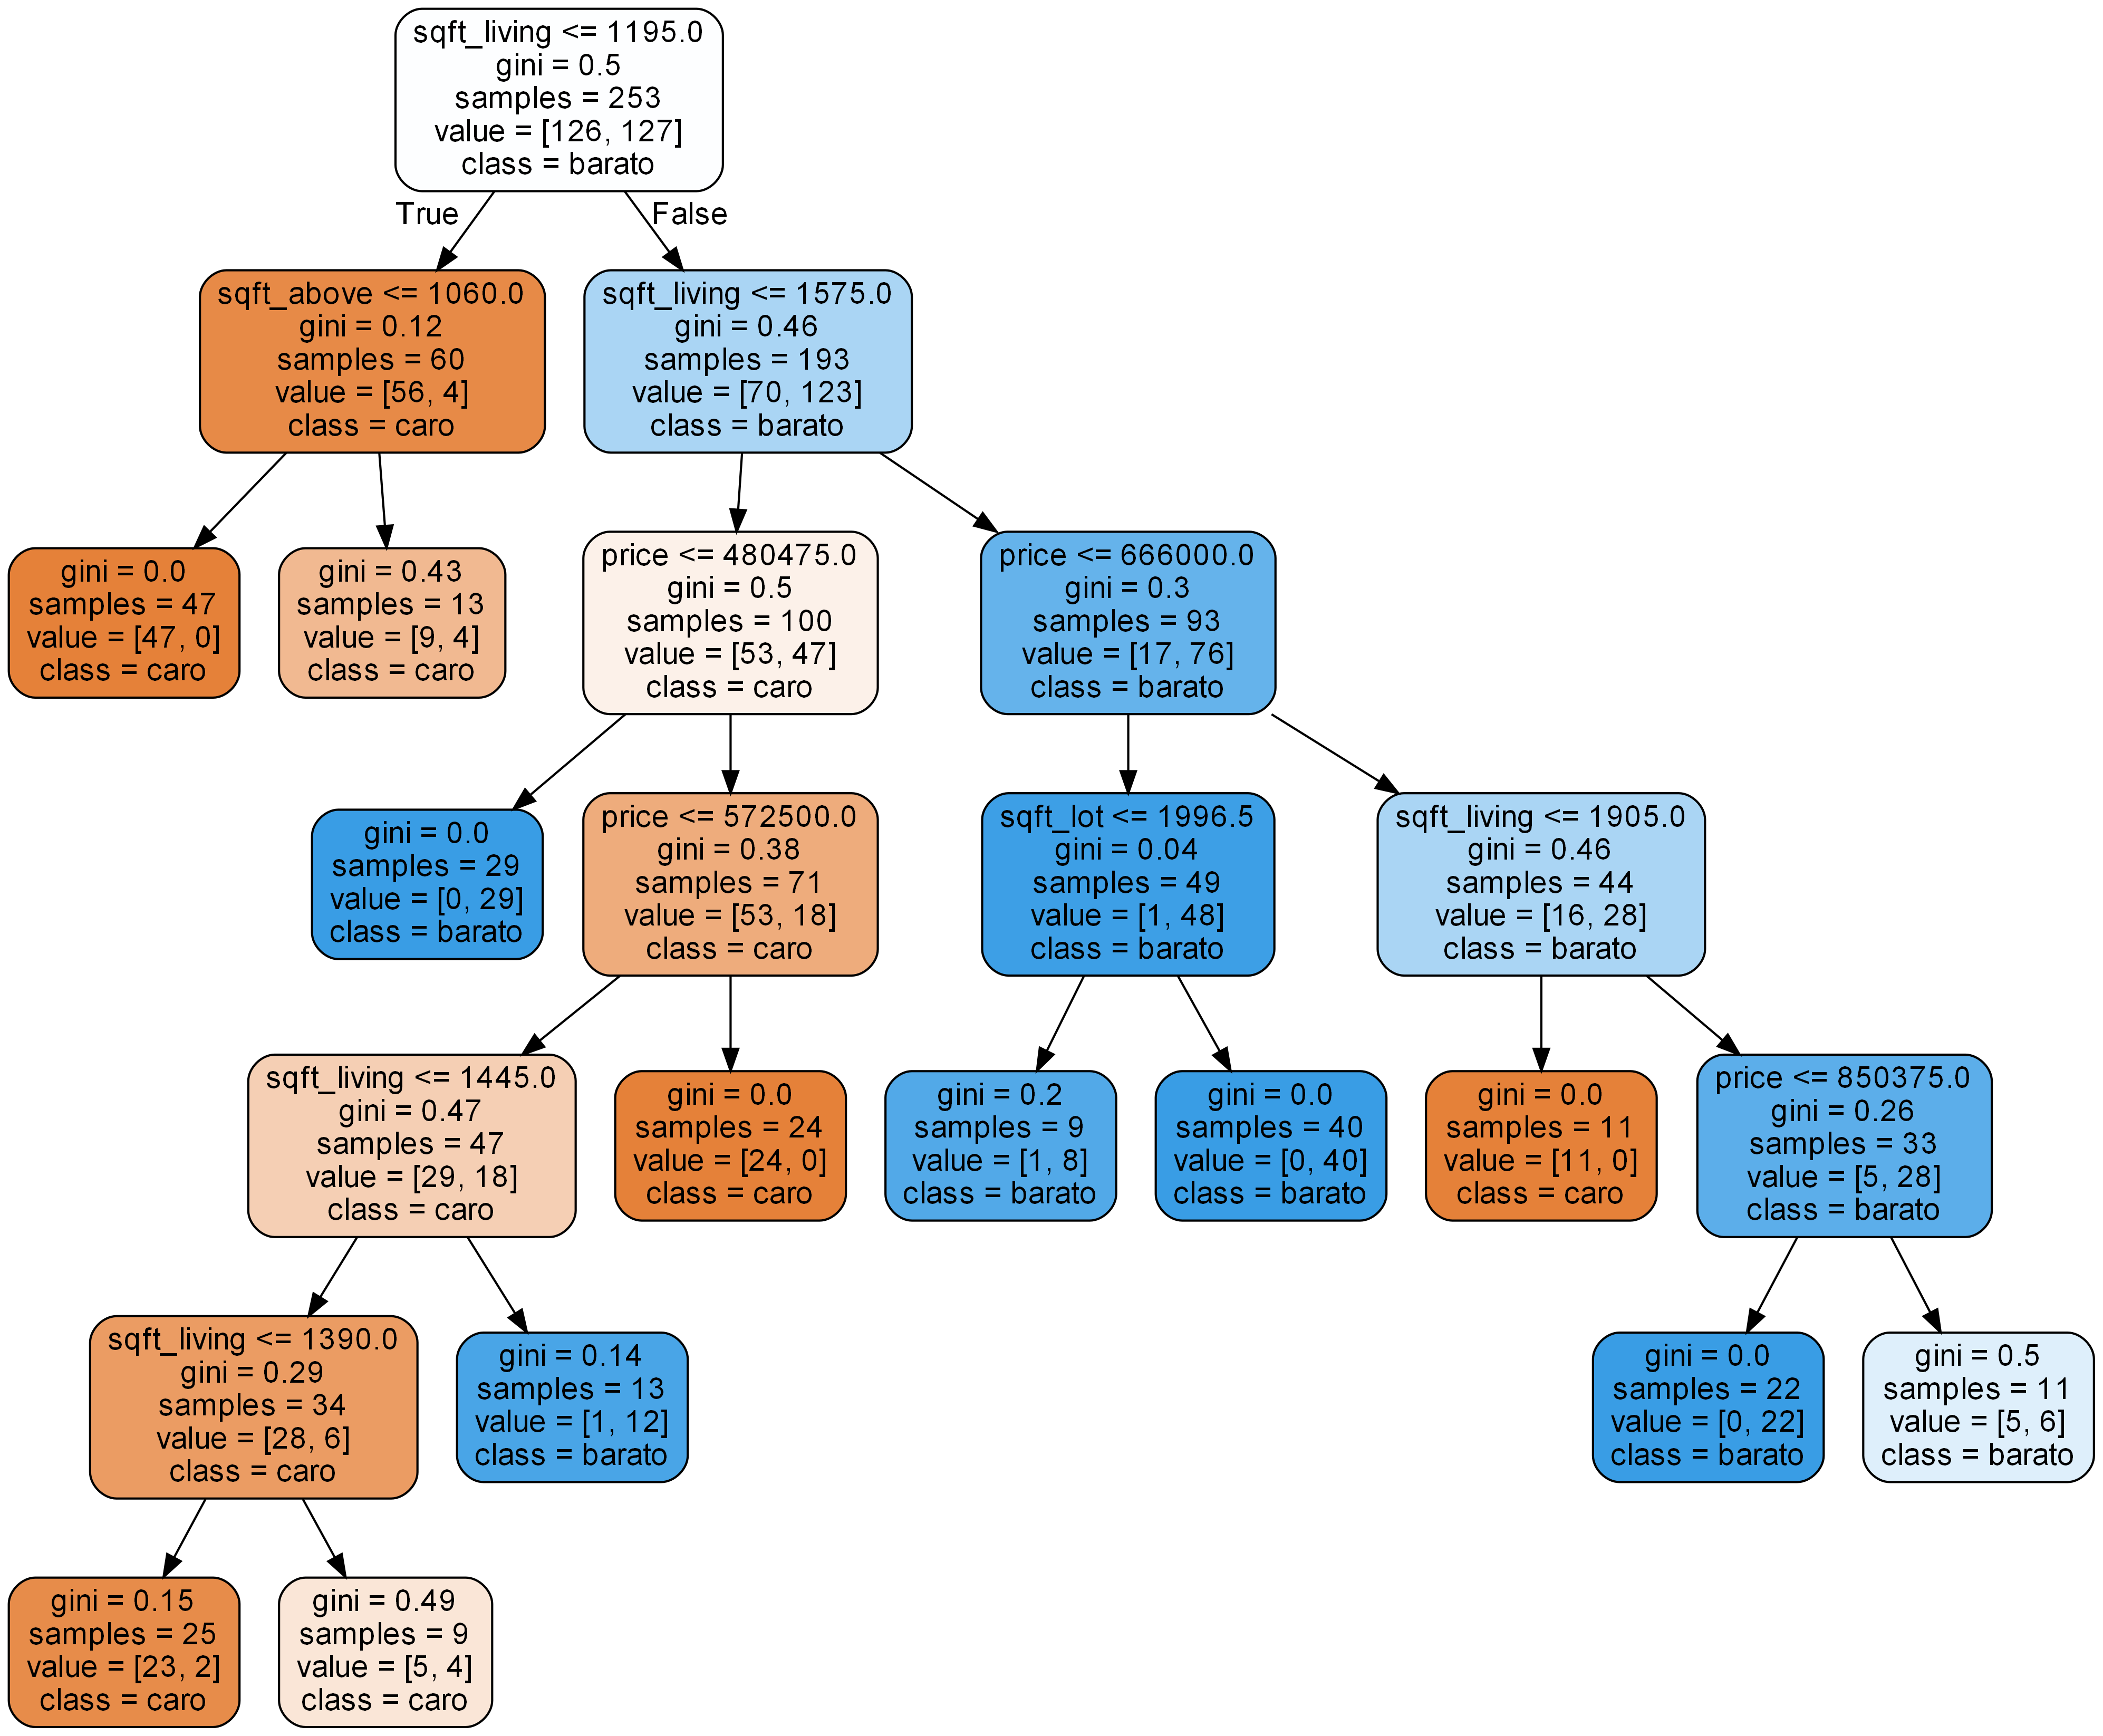 sqft_living <= 1195.0
gini = 0.5
samples = 253
value = [126, 127]
class = barato
True
False
sqft_above <= 1060.0
gini = 0.12
samples = 60
value = [56, 4]
class = caro
sqft_living <= 1575.0
gini = 0.46
samples = 193
value = [70, 123]
class = barato
gini = 0.0
samples = 47
value = [47, 0]
class = caro
gini = 0.43
samples = 13
value = [9, 4]
class = caro
price <= 480475.0
gini = 0.5
samples = 100
value = [53, 47]
class = caro
price <= 666000.0
gini = 0.3
samples = 93
value = [17, 76]
class = barato
gini = 0.0
samples = 29
value = [0, 29]
class = barato
price <= 572500.0
gini = 0.38
samples = 71
value = [53, 18]
class = caro
sqft_lot <= 1996.5
gini = 0.04
samples = 49
value = [1, 48]
class = barato
sqft_living <= 1905.0
gini = 0.46
samples = 44
value = [16, 28]
class = barato
sqft_living <= 1445.0
gini = 0.47
samples = 47
value = [29, 18]
class = caro
gini = 0.0
samples = 24
value = [24, 0]
class = caro
gini = 0.2
samples = 9
value = [1, 8]
class = barato
gini = 0.0
samples = 40
value = [0, 40]
class = barato
gini = 0.0
samples = 11
value = [11, 0]
class = caro
price <= 850375.0
gini = 0.26
samples = 33
value = [5, 28]
class = barato
sqft_living <= 1390.0
gini = 0.29
samples = 34
value = [28, 6]
class = caro
gini = 0.14
samples = 13
value = [1, 12]
class = barato
gini = 0.0
samples = 22
value = [0, 22]
class = barato
gini = 0.5
samples = 11
value = [5, 6]
class = barato
gini = 0.15
samples = 25
value = [23, 2]
class = caro
gini = 0.49
samples = 9
value = [5, 4]
class = caro